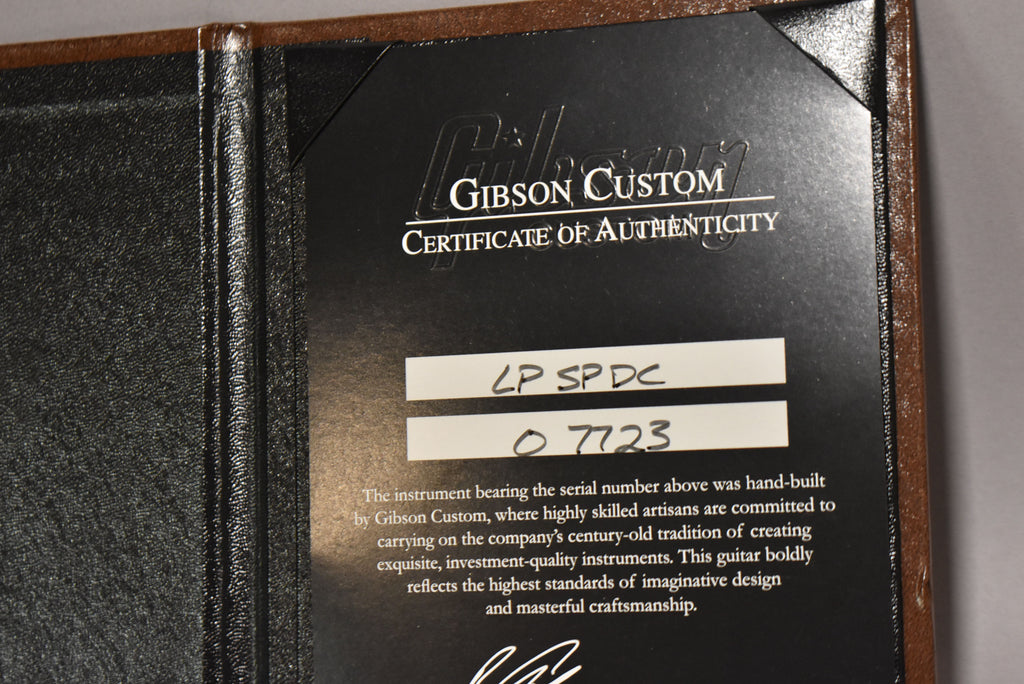 Gibson
Custom
GIBSON CUSTOM
CERTIFICATE OF AUTHENTICITY
LP SPDC
0 7723
The instrument bearing the serial number above was hand-built
by Gibson Custom, where highly skilled artisans are committed to
carrying on the company's century-old tradition of creating
exquisite, investment-quality instruments. This guitar boldly
reflects the highest standards of imaginative design
and masterful craftsmanship.